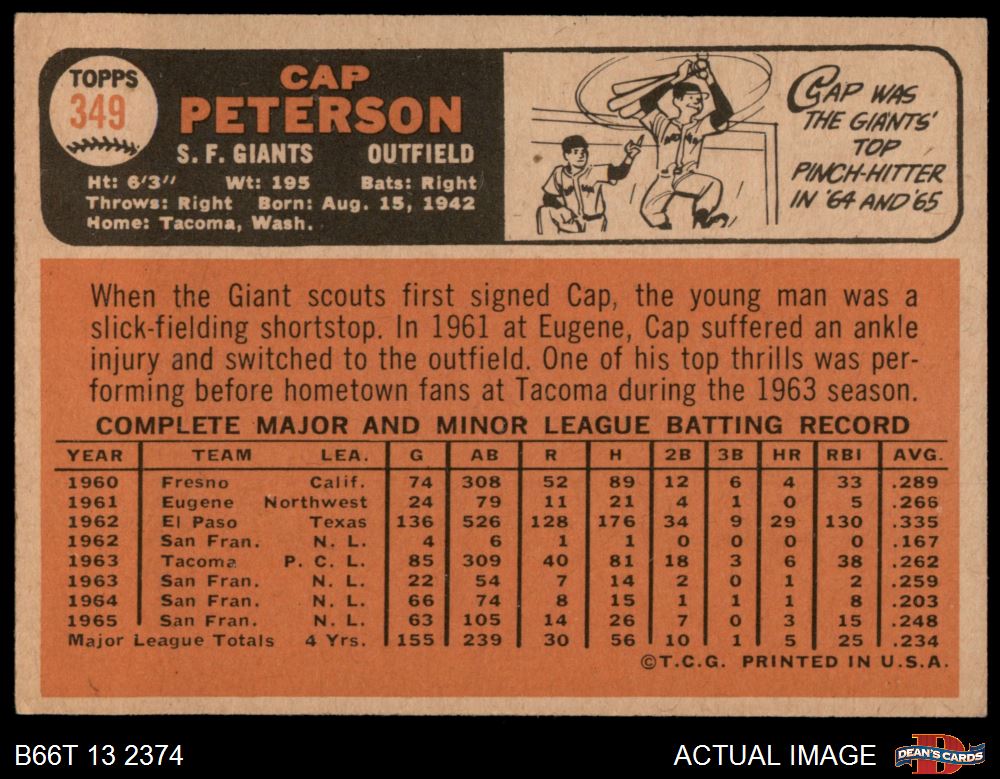 TOPPS
349
CAP
PETERSON
S. F. GIANTS OUTFIELD
Ht: 6'3" Wt: 195 Bats: Right
Throws: Right Born: Aug. 15, 1942
Home: Tacoma, Wash.
CAP WAS
THE GIANTS'
TOP
PINCH-HITTER
IN '64 AND '65
When the Giant scouts first signed Cap, the young man was a
slick-fielding shortstop. In 1961 at Eugene, Cap suffered an ankle
injury and switched to the outfield. One of his top thrills was per-
forming before hometown fans at Tacoma during the 1963 season.
COMPLETE MAJOR AND MINOR LEAGUE BATTING RECORD
YEAR TEAM LEA. G AB R H 2B 3B HR RBI AVG.
1960 Fresno Calif. 74 308 52 89 12 6 4 33 .289
1961 Eugene Northwest 24 79 11 21 4 1 0 5 .266
1962 El Paso Texas 136 526 128 176 34 9 29 130 .335
1962 San Fran. N. L. 4 6 1 1 0 0 0 0 .167
1963 Tacoma P. C. L. 85 309 40 81 18 3 6 38 .262
1963 San Fran. N. L. 22 54 7 14 2 0 1 2 .259
1964 San Fran. N. L. 66 74 8 15 1 1 1 8 .203
1965 San Fran. N. L. 63 105 14 26 7 0 3 15 .248
Major League Totals 4 Yrs. 155 239 30 56 10 1 5 25 .234
©T.C.G. PRINTED IN U.S.A.
B66T 13 2374
ACTUAL IMAGE
DEAN'S CARDS